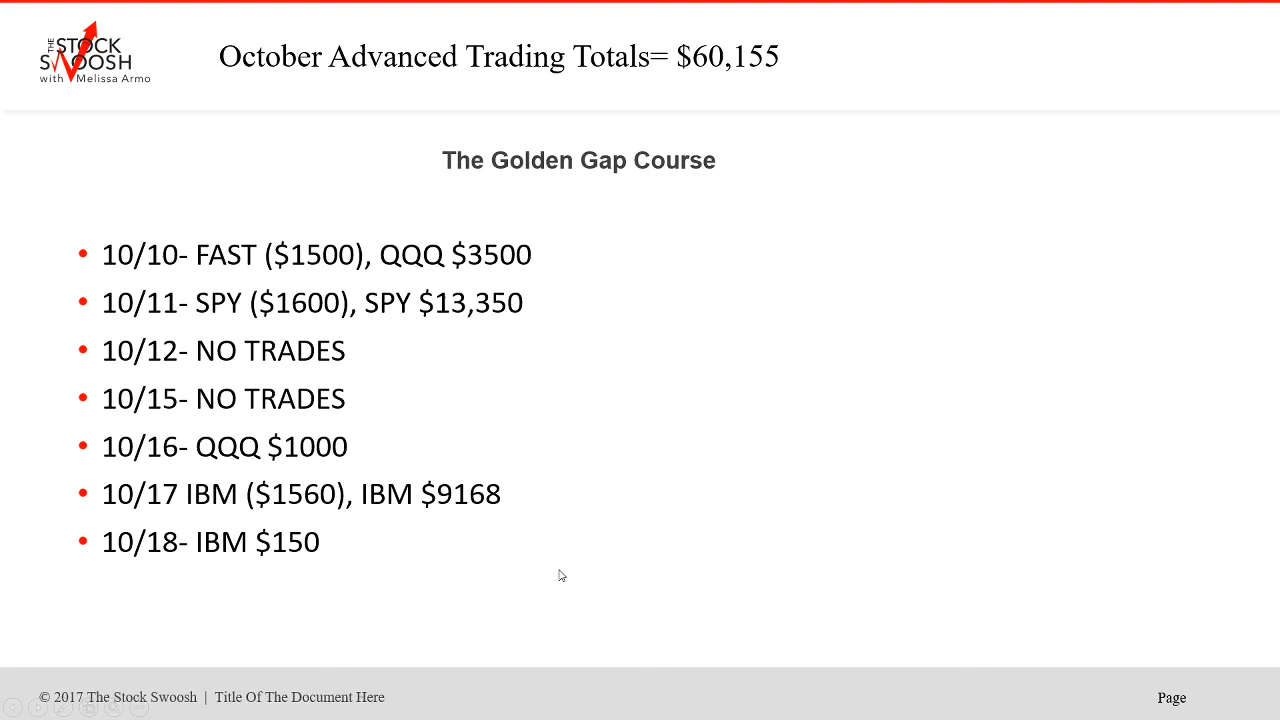 THE STOCK
SWOOSH
with Melissa Armo
October Advanced Trading Totals= $60,155
The Golden Gap Course
• 10/10- FAST ($1500), QQQ $3500
• 10/11- SPY ($1600), SPY $13,350
• 10/12- NO TRADES
• 10/15- NO TRADES
• 10/16- QQQ $1000
• 10/17 IBM ($1560), IBM $9168
• 10/18- IBM $150
© 2017 The Stock Swoosh | Title Of The Document Here
Page